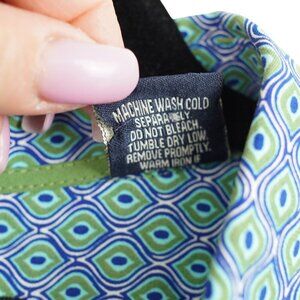 MACHINE WASH COLD
SEPARATELY
DO NOT BLEACH.
TUMBLE DRY LOW.
REMOVE PROMPTLY.
WARM IRON IF